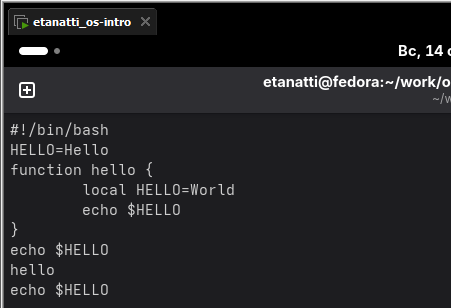 etanatti_os-intro
Вс, 14
etanatti@fedora:~/work/o
~/w
#!/bin/bash
HELLO=Hello
function hello {
        local HELLO=World
        echo $HELLO
}
echo $HELLO
hello
echo $HELLO